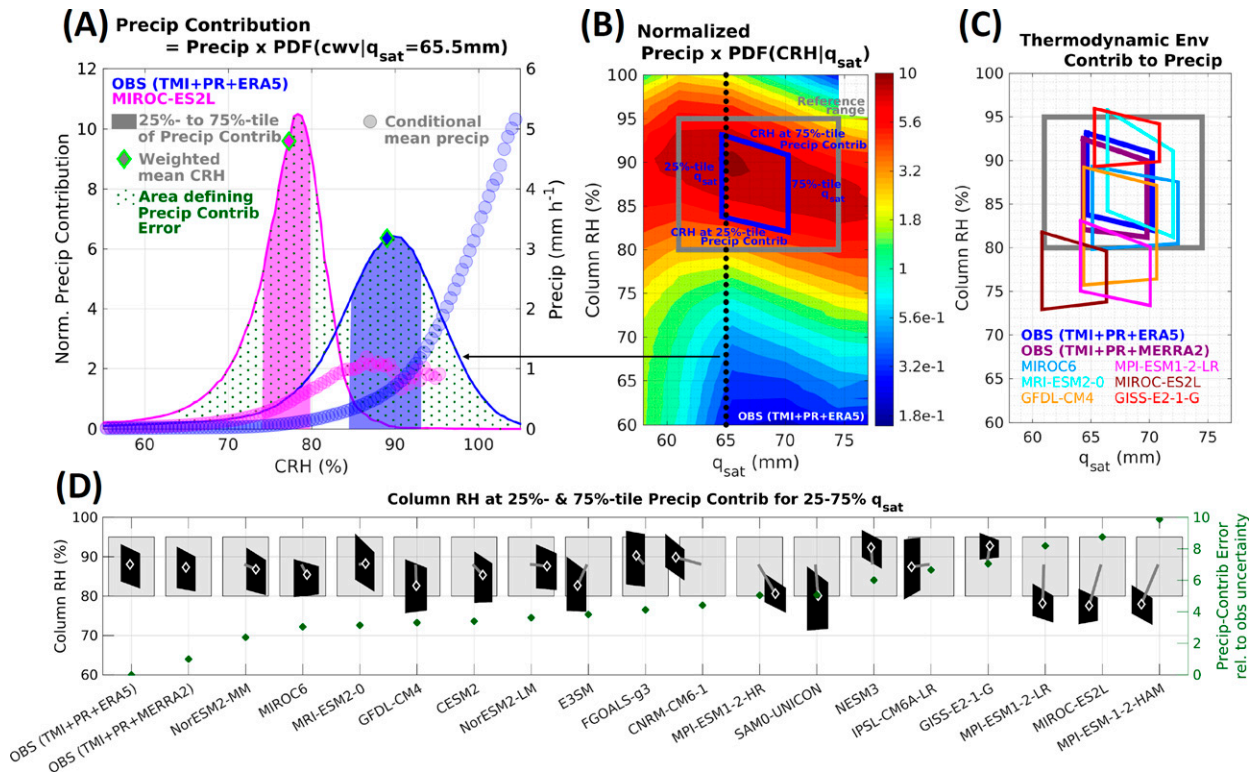 (A) Precip Contribution
= Precip x PDF(cwv|qsat=65.5mm)
12
10
8
6
4
2
0
Norm. Precip Contribution
OBS (TMI+PR+ERA5)
MIROC-ES2L
25%- to 75%-tile
of Precip Contrib
Weighted
mean CRH
Area defining
Precip Contrib
Error
Conditional
mean precip
6
5
4
3
2
1
0
Precip (mm h-1)
60 70 80 90 100
CRH (%)
(B) Normalized
Precip x PDF(CRH|qsat)
100
95
90
85
80
75
70
65
60
Column RH (%)
Reference
range
CRH at 75%-tile
Precip Contrib
25%-tile
qsat
75%-tile
qsat
CRH at 25%-tile
Precip Contrib
OBS (TMI+PR+ERA5)
60 65 70 75
qsat (mm)
10
5.6
3.2
1.8
1
5.6e-1
3.2e-1
1.8e-1
(C)
Thermodynamic Env
Contrib to Precip
100
95
90
85
80
75
70
65
60
Column RH (%)
OBS (TMI+PR+ERA5)
OBS (TMI+PR+MERRA2)
MIROC6 MPI-ESM1-2-LR
MRI-ESM2-0 MIROC-ES2L
GFDL-CM4 GISS-E2-1-G
60 65 70 75
qsat (mm)
(D)
Column RH at 25%- & 75%-tile Precip Contrib for 25-75% qsat
100
90
80
70
60
Column RH (%)
10
8
6
4
2
0
Precip-Contrib Error
rel. to obs uncertainty
OBS (TMI+PR+ERA5)
OBS (TMI+PR+MERRA2)
NorESM2-MM
MIROC6
MRI-ESM2-0
GFDL-CM4
CESM2
NorESM2-LM
E3SM
FGOALS-g3
CNRM-CM6-1
MPI-ESM1-2-HR
SAM0-UNICON
NESM3
IPSL-CM6A-LR
GISS-E2-1-G
MPI-ESM1-2-LR
MIROC-ES2L
MPI-ESM-1-2-HAM